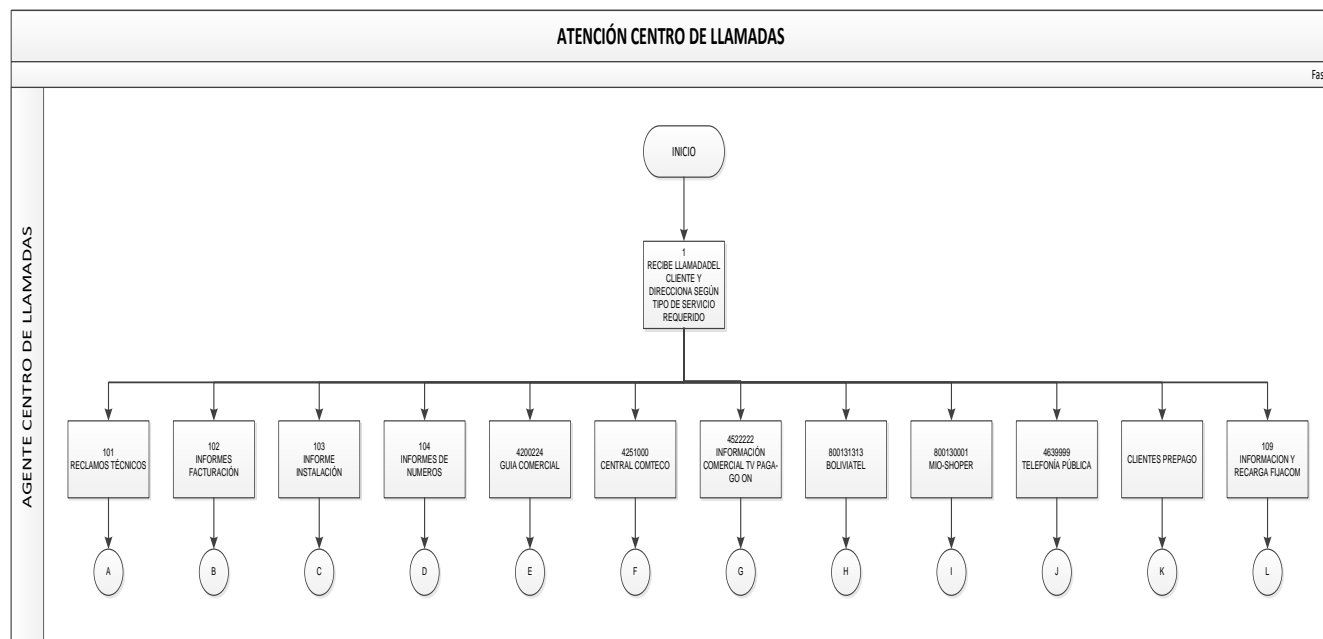 ATENCIÓN CENTRO DE LLAMADAS
Fas
AGENTE CENTRO DE LLAMADAS
INICIO
1
RECIBE LLAMADADEL
CLIENTE Y
DIRECCIONA SEGÚN
TIPO DE SERVICIO
REQUERIDO
101
RECLAMOS TÉCNICOS
102
INFORMES
FACTURACIÓN
103
INFORME
INSTALACIÓN
104
INFORMES DE
NUMEROS
4200224
GUIA COMERCIAL
4251000
CENTRAL COMTECO
4522222
INFORMACIÓN
COMERCIAL TV PAGA-
GO ON
800131313
BOLIVIATEL
800130001
MIO-SHOPER
4639999
TELEFONÍA PÚBLICA
CLIENTES PREPAGO
109
INFORMACION Y
RECARGA FIJACOM
A
B
C
D
E
F
G
H
I
J
K
L